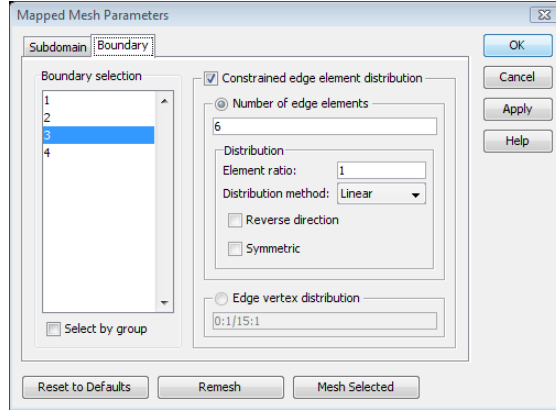 Mapped Mesh Parameters
Subdomain Boundary
Boundary selection
1
2
3
4
Select by group
Constrained edge element distribution
Number of edge elements
6
Distribution
Element ratio: 1
Distribution method: Linear
Reverse direction
Symmetric
Edge vertex distribution
0:1/15:1
OK
Cancel
Apply
Help
Reset to Defaults Remesh Mesh Selected